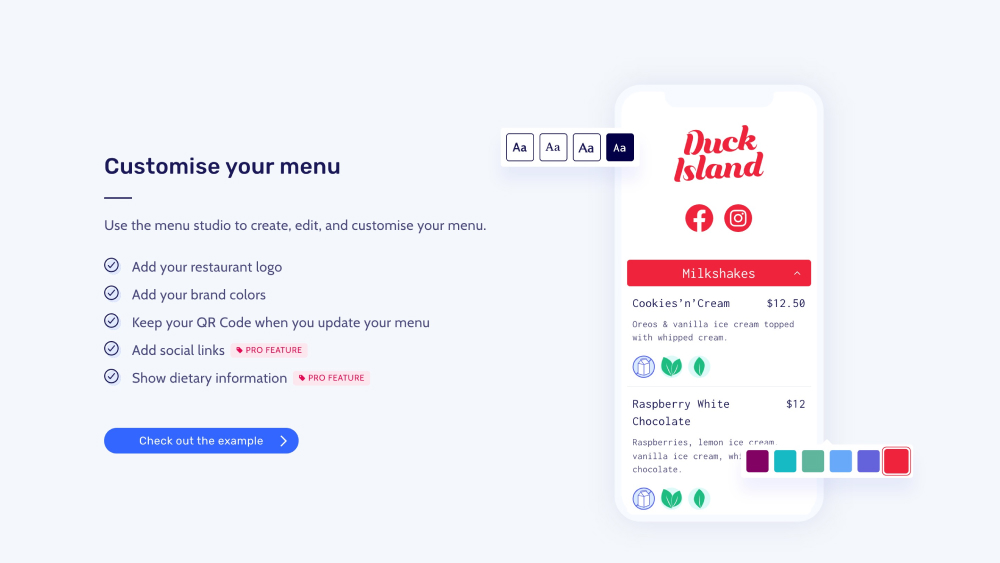 Customise your menu
Use the menu studio to create, edit, and customise your menu.
Add your restaurant logo
Add your brand colors
Keep your QR Code when you update your menu
Add social links PRO FEATURE
Show dietary information PRO FEATURE
Check out the example
Aa Aa Aa Aa
Duck
Island
Milkshakes
Cookies’n’Cream $12.50
Oreos & vanilla ice cream topped
with whipped cream.
Raspberry White $12
Chocolate
Raspberries, lemon ice cream,
vanilla ice cream,
chocolate.